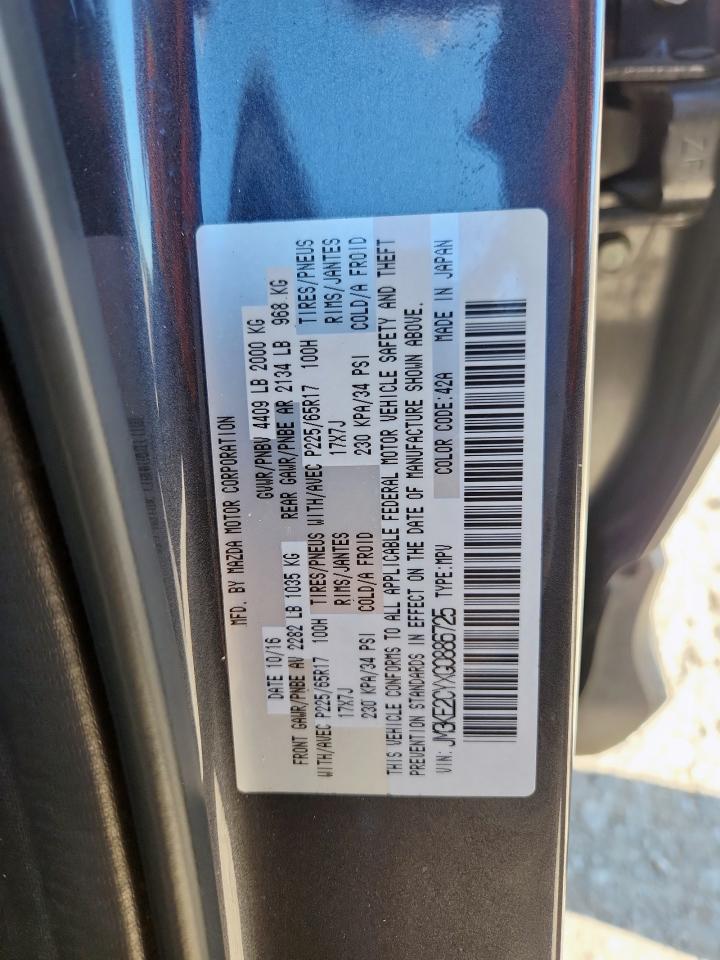 MFD. BY MAZDA MOTOR CORPORATION
DATE 10/16 GVWR/PNBV 4409 LB 2000 KG
FRONT GAWR/PNBE AV 2282 LB 1035 KG REAR GAWR/PNBE AR 2134 LB 968 KG
WITH/AVEC P225/65R17 100H TIRES/PNEUS WITH/AVEC P225/65R17 100H TIRES/PNEUS
17X7J RIMS/JANTES 17X7J RIMS/JANTES
230 KPA/34 PSI COLD/A FROID 230 KPA/34 PSI COLD/A FROID
THIS VEHICLE CONFORMS TO ALL APPLICABLE FEDERAL MOTOR VEHICLE SAFETY AND THEFT
PREVENTION STANDARDS IN EFFECT ON THE DATE OF MANUFACTURE SHOWN ABOVE.
VIN: JM3KE2CYXG0886725 TYPE:MPV COLOR CODE:42A MADE IN JAPAN